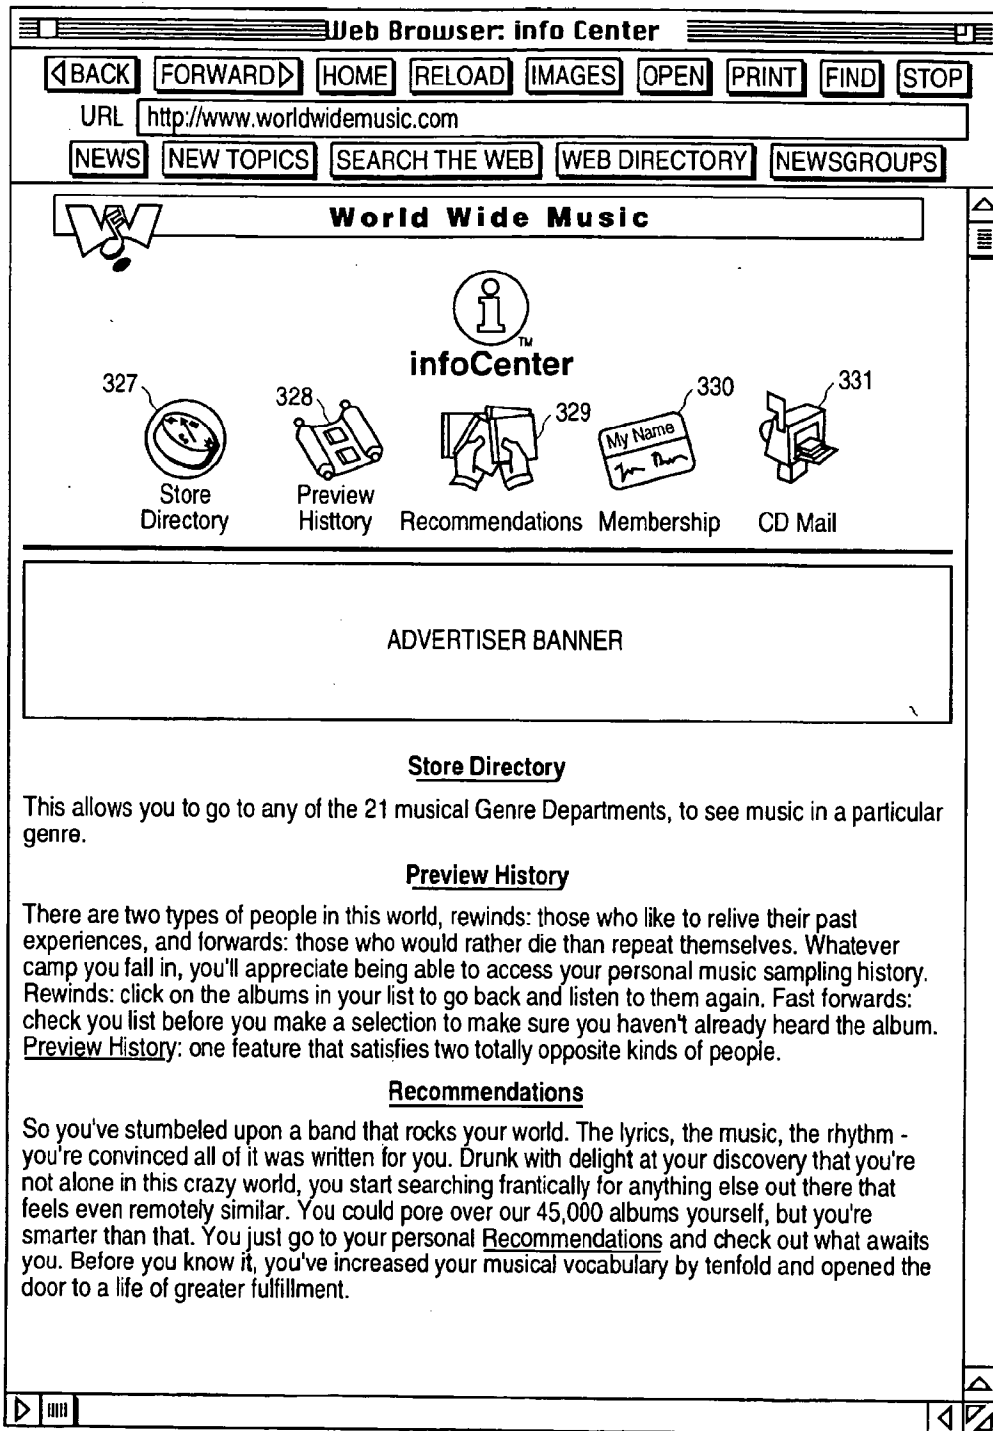 Web Browser: info Center
BACK FORWARD HOME RELOAD IMAGES OPEN PRINT FIND STOP
URL http://www.worldwidemusic.com
NEWS NEW TOPICS SEARCH THE WEB WEB DIRECTORY NEWSGROUPS
World Wide Music
i
TM
infoCenter
327 328 329 330 331
My Name
Store Directory
Preview Histtory
Recommendations
Membership
CD Mail
ADVERTISER BANNER
Store Directory
This allows you to go to any of the 21 musical Genre Departments, to see music in a particular
genre.
Preview History
There are two types of people in this world, rewinds: those who like to relive their past
experiences, and forwards: those who would rather die than repeat themselves. Whatever
camp you fall in, you'll appreciate being able to access your personal music sampling history.
Rewinds: click on the albums in your list to go back and listen to them again. Fast forwards:
check you list before you make a selection to make sure you haven't already heard the album.
Preview History: one feature that satisfies two totally opposite kinds of people.
Recommendations
So you've stumbeled upon a band that rocks your world. The lyrics, the music, the rhythm -
you're convinced all of it was written for you. Drunk with delight at your discovery that you're
not alone in this crazy world, you start searching frantically for anything else out there that
feels even remotely similar. You could pore over our 45,000 albums yourself, but you're
smarter than that. You just go to your personal Recommendations and check out what awaits
you. Before you know it, you've increased your musical vocabulary by tenfold and opened the
door to a life of greater fulfillment.